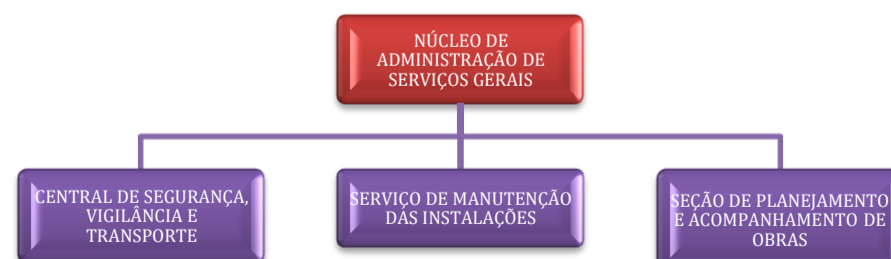 NÚCLEO DE
ADMINISTRAÇÃO DE
SERVIÇOS GERAIS
CENTRAL DE SEGURANÇA,
VIGILÂNCIA E
TRANSPORTE
SERVIÇO DE MANUTENÇÃO
DAS INSTALAÇÕES
SEÇÃO DE PLANEJAMENTO
E ACOMPANHAMENTO DE
OBRAS